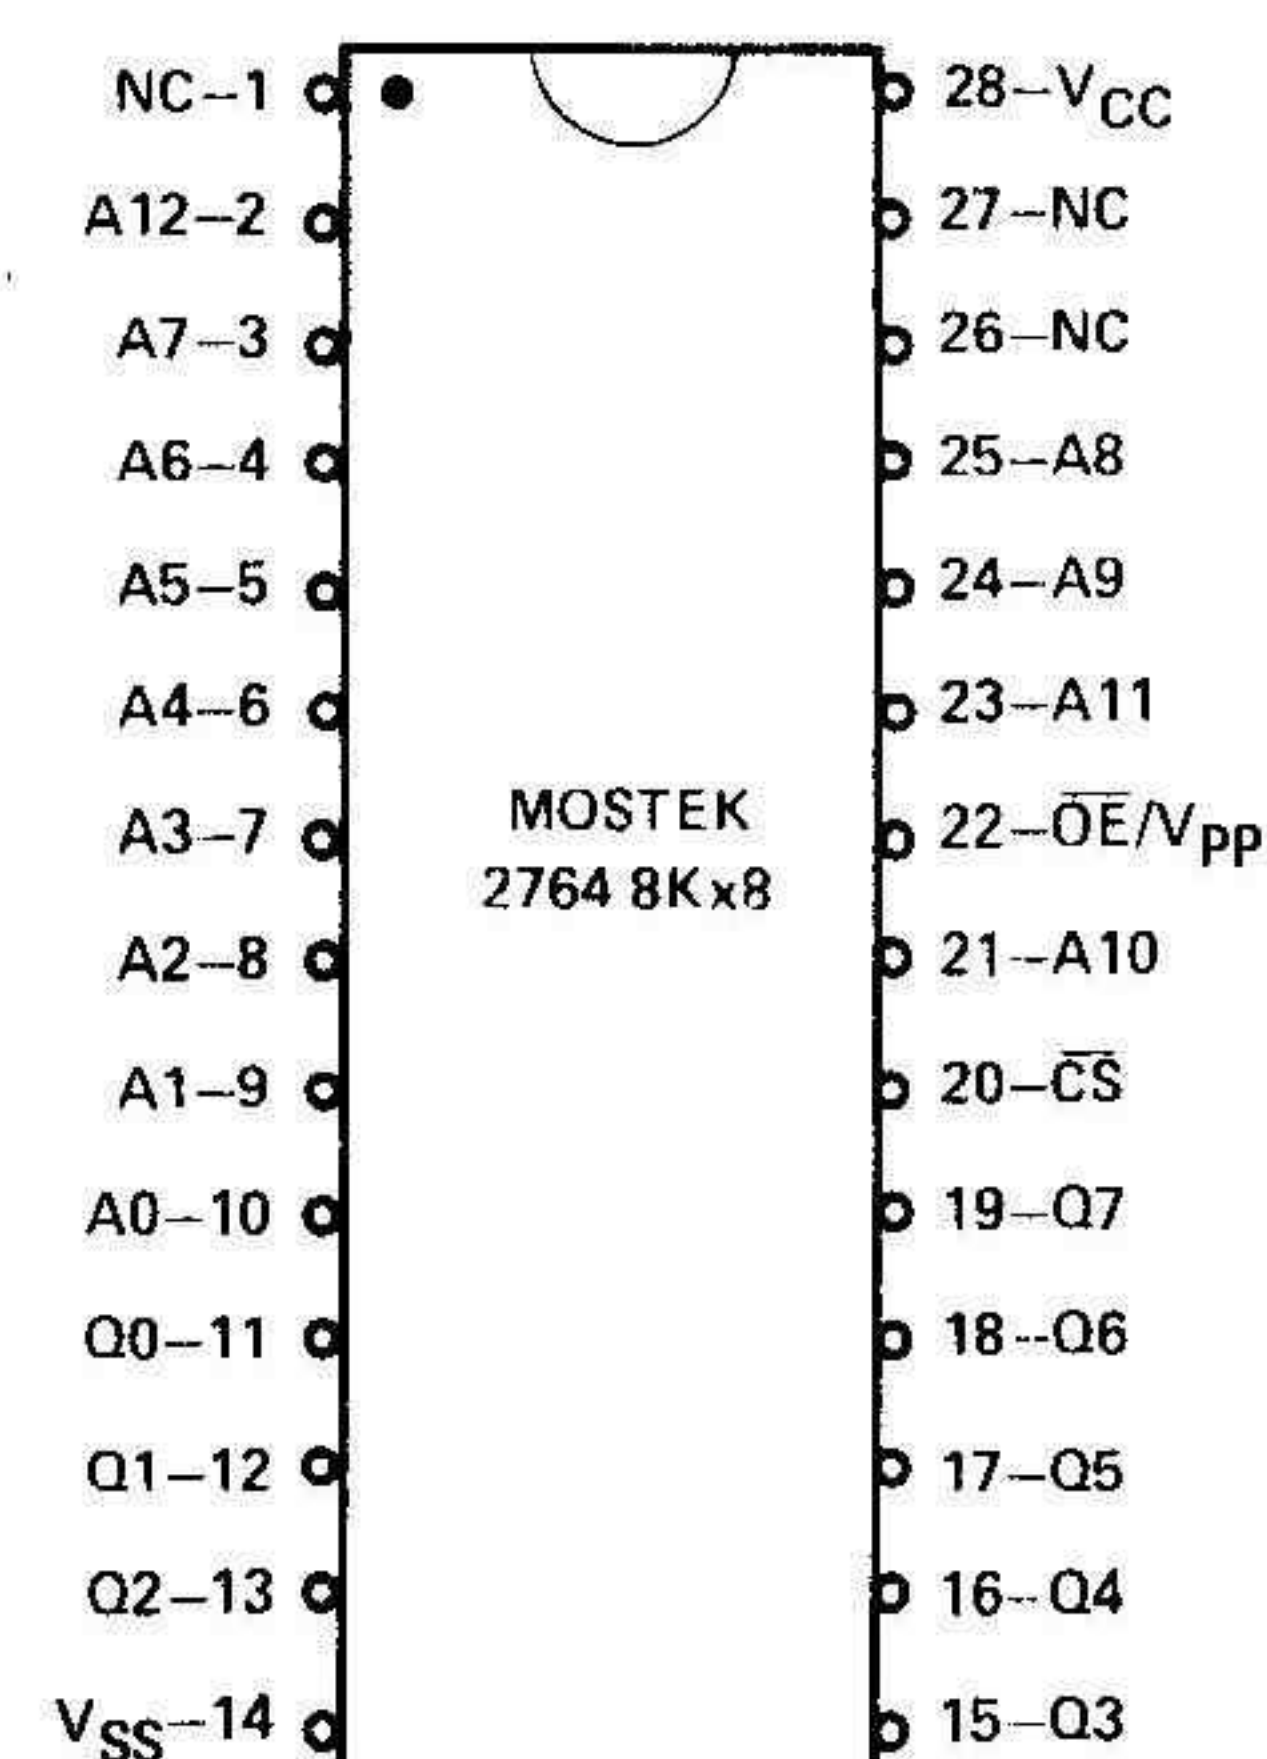 NC–1
A12–2
A7–3
A6–4
A5–5
A4–6
A3–7
A2–8
A1–9
A0–10
Q0–11
Q1–12
Q2–13
VSS–14
MOSTEK
2764 8Kx8
28–VCC
27–NC
26–NC
25–A8
24–A9
23–A11
22–O̅E̅/VPP
21–A10
20–C̅S̅
19–Q7
18–Q6
17–Q5
16–Q4
15–Q3